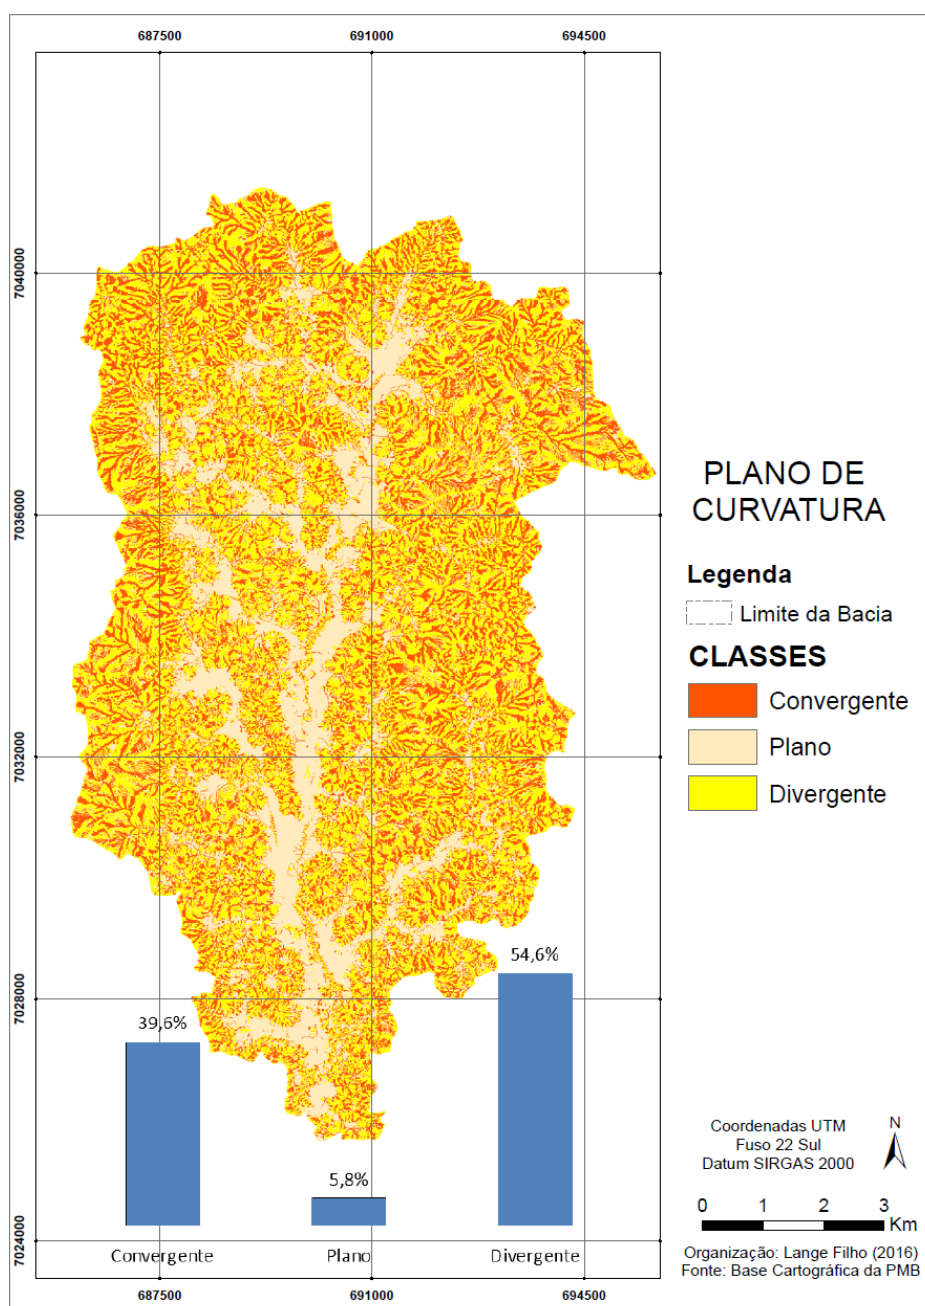 687500 691000 694500
7040000
7036000
7032000
7028000
7024000
PLANO DE
CURVATURA
Legenda
Limite da Bacia
CLASSES
Convergente
Plano
Divergente
39,6%
5,8%
54,6%
Convergente Plano Divergente
687500 691000 694500
Coordenadas UTM
Fuso 22 Sul
Datum SIRGAS 2000
N
0 1 2 3
Km
Organização: Lange Filho (2016)
Fonte: Base Cartográfica da PMB